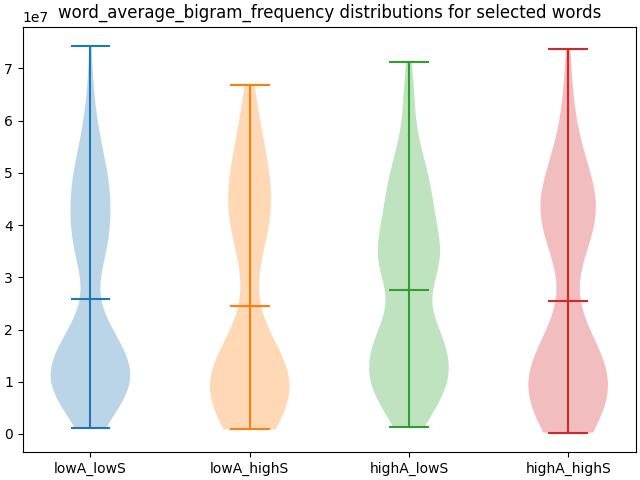 word_average_bigram_frequency distributions for selected words
1e7
7
6
5
4
3
2
1
0
lowA_lowS lowA_highS highA_lowS highA_highS